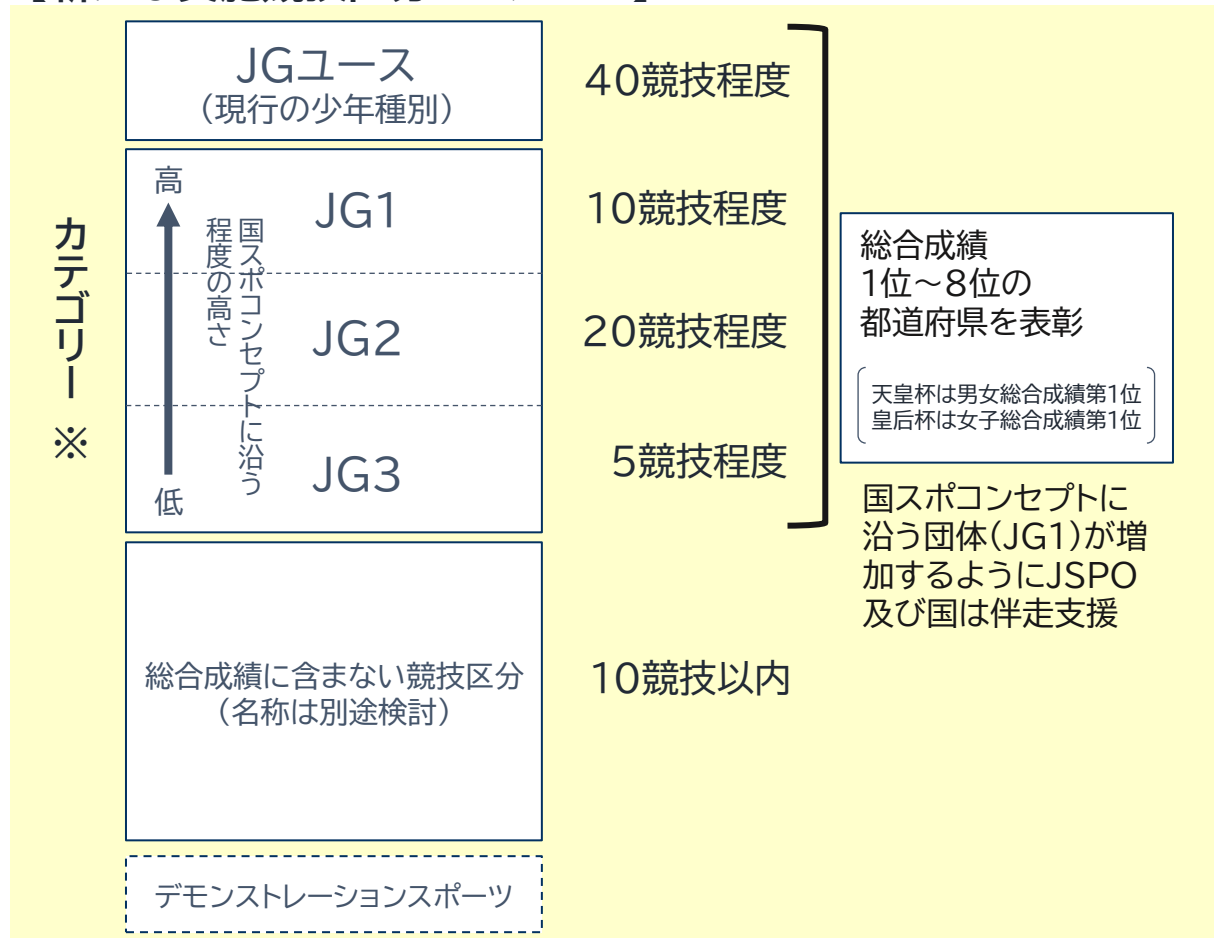 JGユース
（現行の少年種別）
40競技程度
カテゴリー ※
高
国スポコンセプトに沿う
程度の高さ
低
JG1
10競技程度
JG2
20競技程度
JG3
5競技程度
総合成績
1位～8位の
都道府県を表彰
天皇杯は男女総合成績第1位
皇后杯は女子総合成績第1位
国スポコンセプトに
沿う団体(JG1)が増
加するようにJSPO
及び国は伴走支援
総合成績に含まない競技区分
（名称は別途検討）
10競技以内
デモンストレーションスポーツ